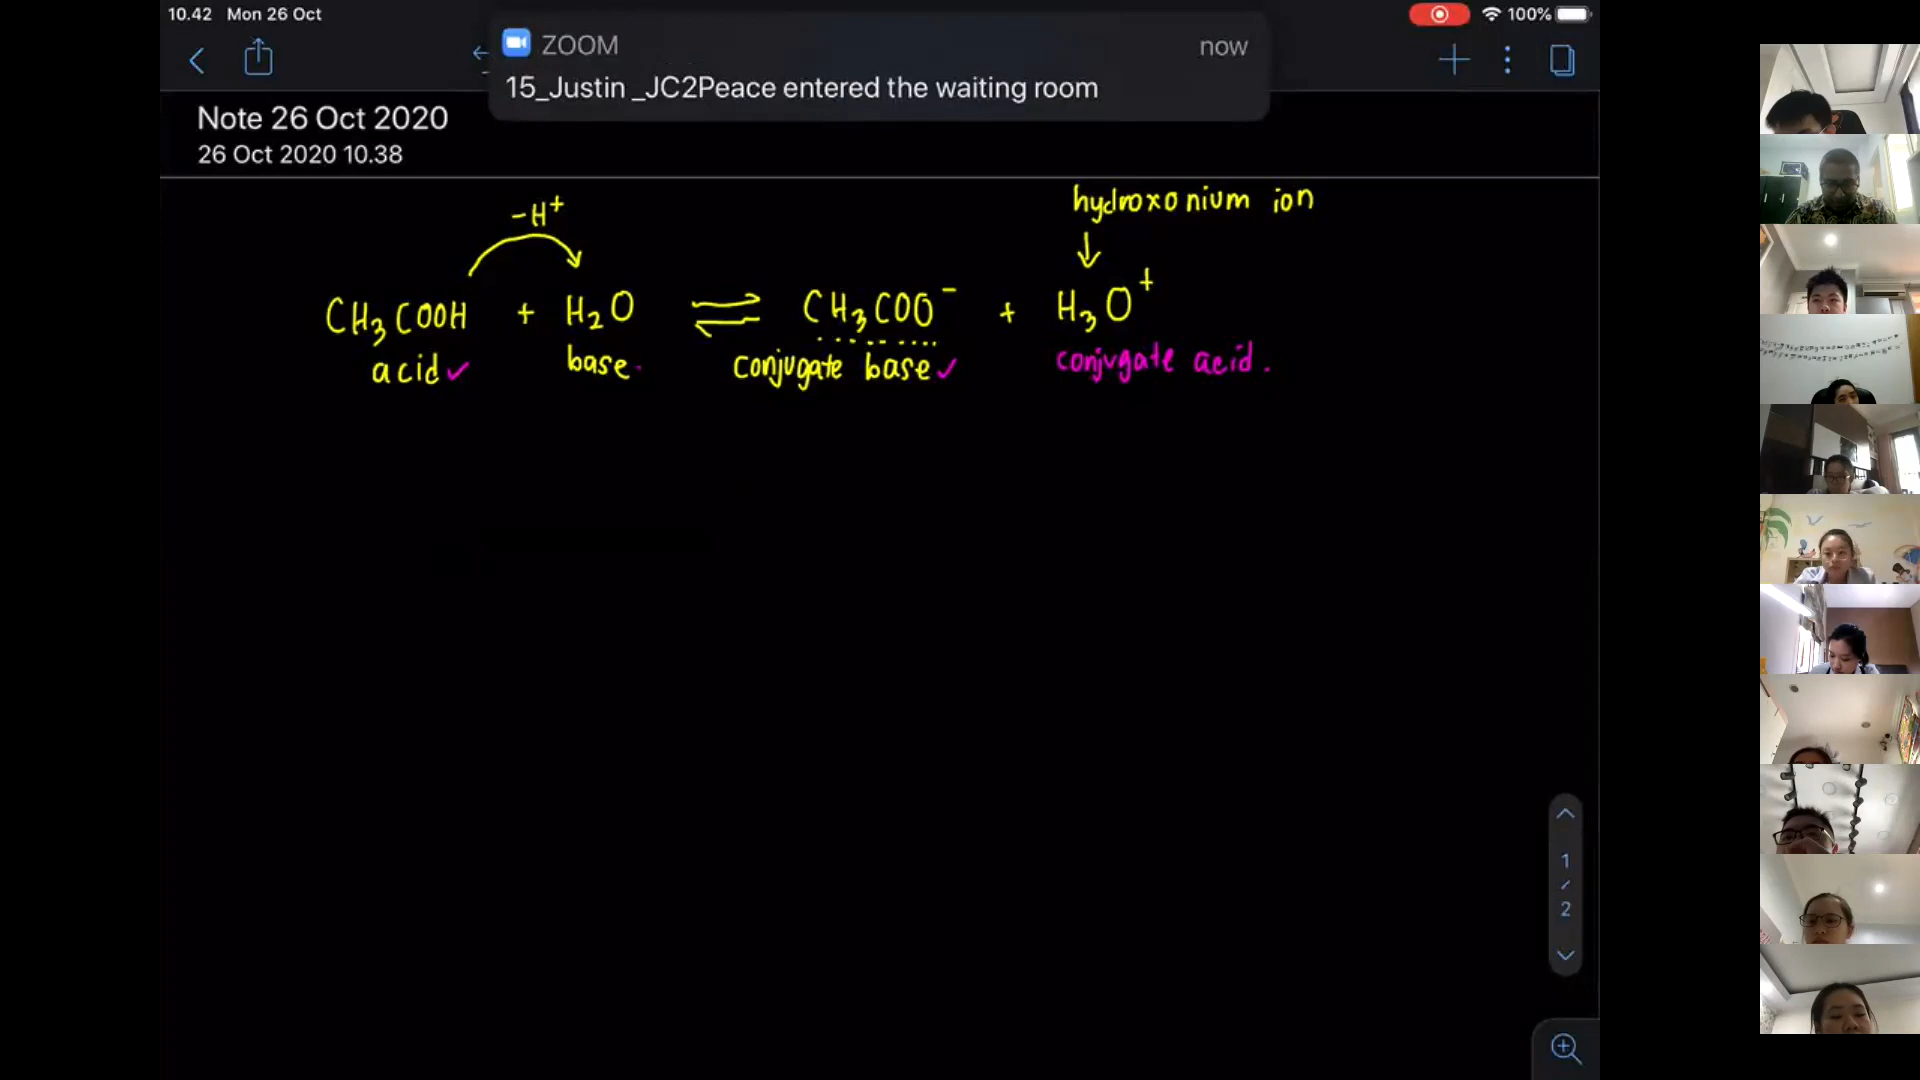 10.42 Mon 26 Oct
100%
ZOOM now
15_Justin _JC2Peace entered the waiting room
Note 26 Oct 2020
26 Oct 2020 10.38
hydroxonium ion
-H⁺
CH₃COOH + H₂O ⇌ CH₃COO⁻ + H₃O⁺
acid✓ base. conjugate base✓ conjugate acid.
1
/
2